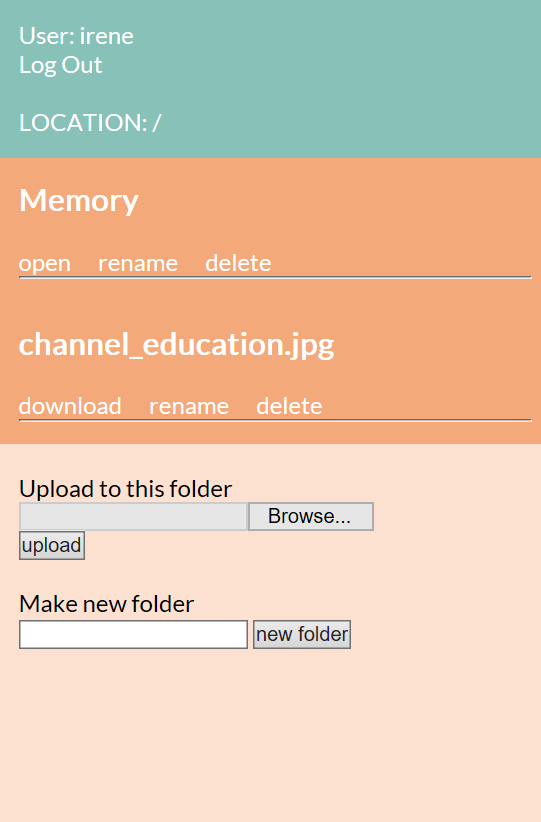 User: irene
Log Out
LOCATION: /
Memory
open rename delete
channel_education.jpg
download rename delete
Upload to this folder
Browse...
upload
Make new folder
new folder